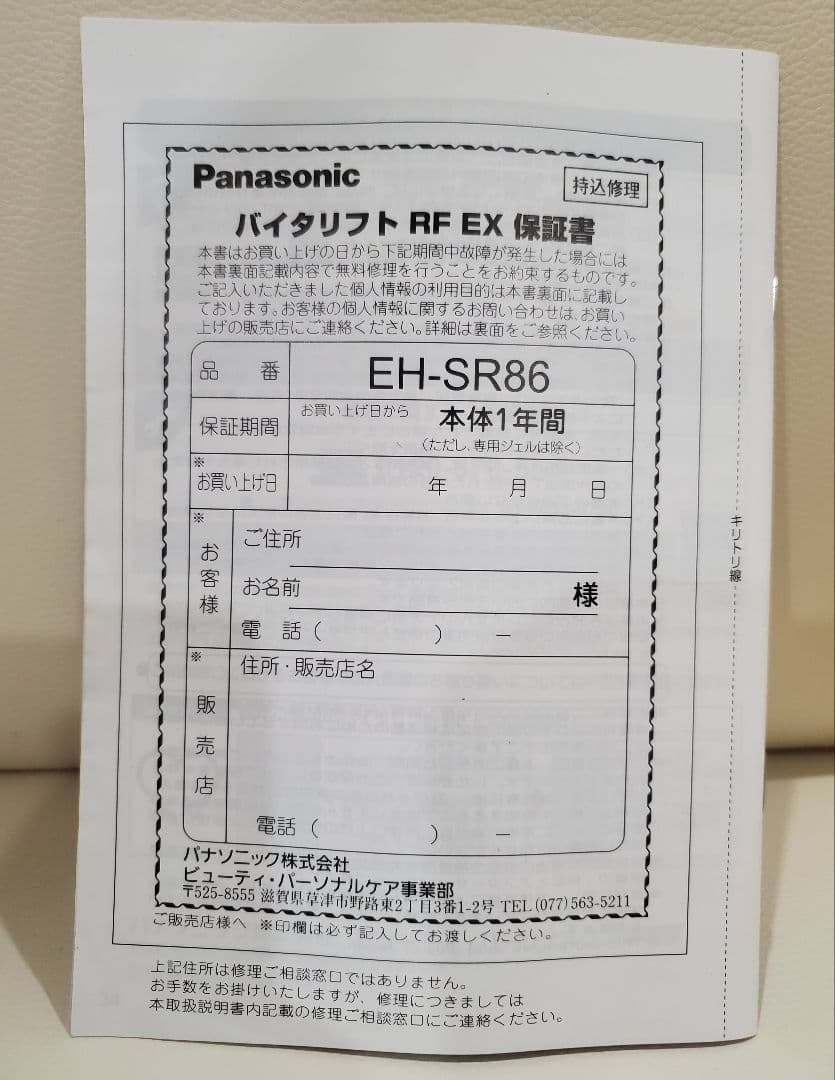 Panasonic
持込修理
バイタリフト RF EX 保証書
本書はお買い上げの日から下記期間中故障が発生した場合には
本書裏面記載内容で無料修理を行うことをお約束するものです。
ご記入いただきました個人情報の利用目的は本書裏面に記載し
ております。お客様の個人情報に関するお問い合わせは、お買い
上げの販売店にご連絡ください。詳細は裏面をご参照ください。
品 番 EH-SR86
保証期間 お買い上げ日から 本体1年間
(ただし、専用ジェルは除く)
※
お買い上げ日 年 月 日
※
お客様
ご住所
お名前 様
電 話 ( ) －
※
販売店
住所・販売店名
電話 ( ) －
パナソニック株式会社
ビューティ・パーソナルケア事業部
〒525-8555 滋賀県草津市野路東2丁目3番1-2号 TEL (077) 563-5211
ご販売店様へ ※印欄は必ず記入してお渡しください。
上記住所は修理ご相談窓口ではありません。
お手数をお掛けいたしますが、修理につきましては
本取扱説明書内記載の修理ご相談窓口にご連絡ください。
キリトリ線